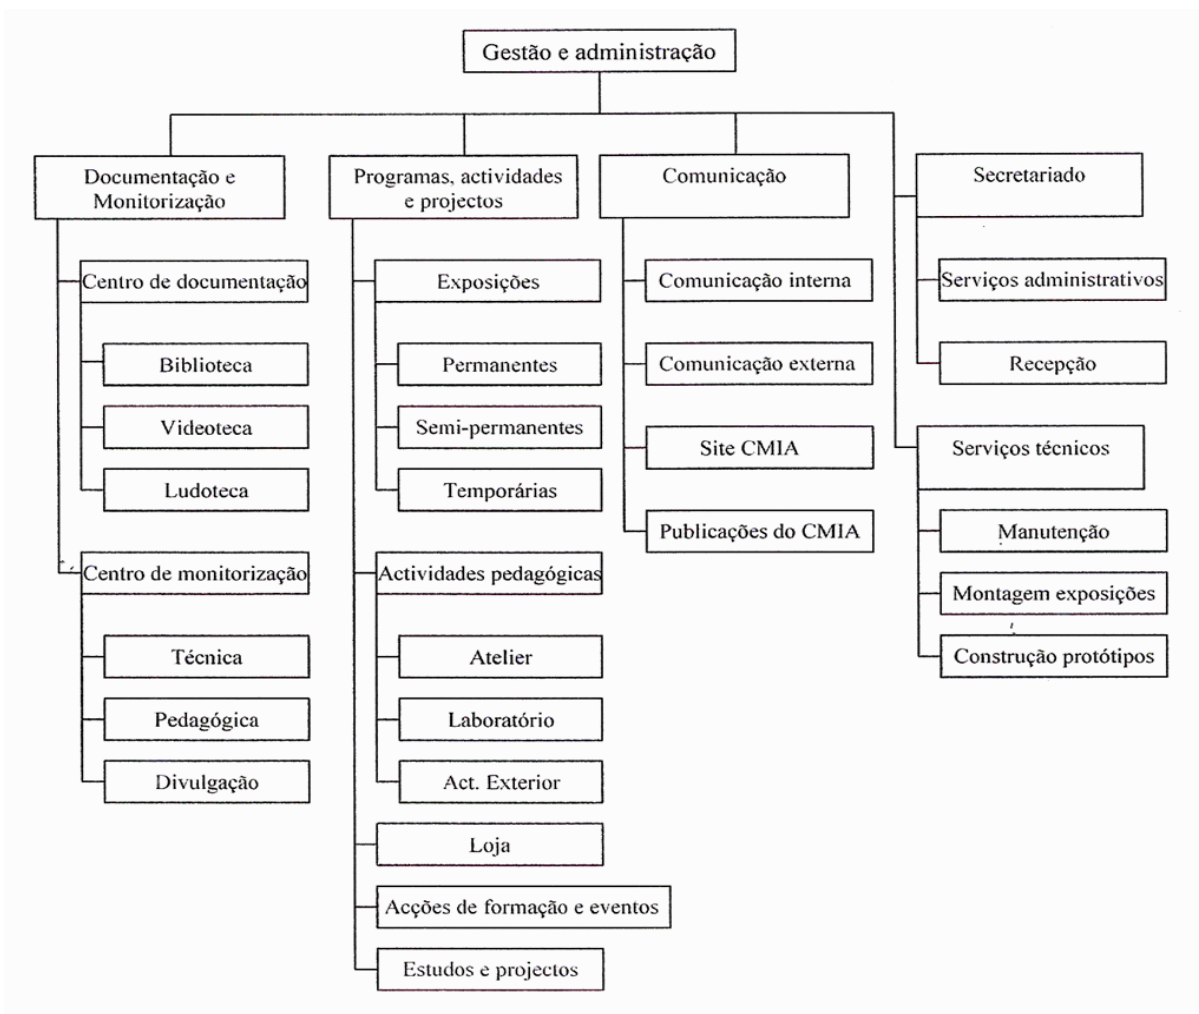 Gestão e administração
Documentação e
Monitorização
Centro de documentação
Biblioteca
Videoteca
Ludoteca
Centro de monitorização
Técnica
Pedagógica
Divulgação
Programas, actividades
e projectos
Exposições
Permanentes
Semi-permanentes
Temporárias
Actividades pedagógicas
Atelier
Laboratório
Act. Exterior
Loja
Acções de formação e eventos
Estudos e projectos
Comunicação
Comunicação interna
Comunicação externa
Site CMIA
Publicações do CMIA
Secretariado
Serviços administrativos
Recepção
Serviços técnicos
Manutenção
Montagem exposições
Construção protótipos